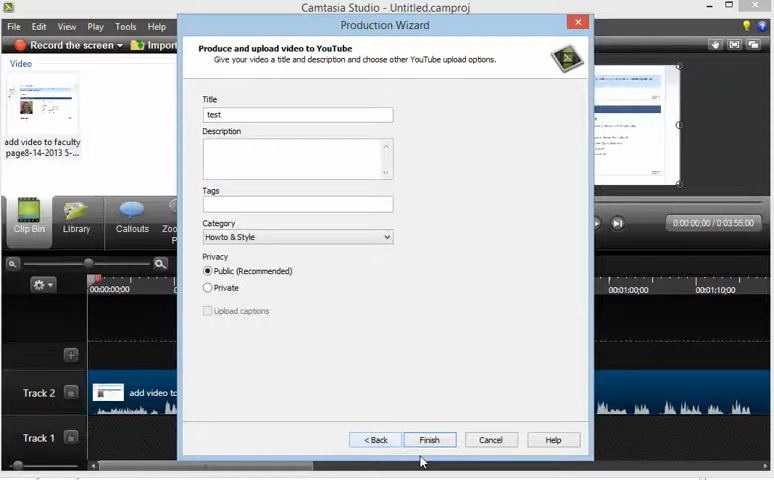 Camtasia Studio - Untitled.camproj
File Edit View Play Tools Help
Production Wizard
Record the screen
Import
Produce and upload video to YouTube
Give your video a title and description and choose other YouTube upload options.
Video
Title
test
Description
add video to faculty
page8-14-2013 5-...
Tags
Category
Howto & Style
Clip Bin
Library
Callouts
Zoo
P
0:00:00;00 / 0:03:55;00
Privacy
Public (Recommended)
Private
Upload captions
00:00:00;00
00:01:00;00
00:01:10;00
Track 2
add video to
Track 1
< Back
Finish
Cancel
Help